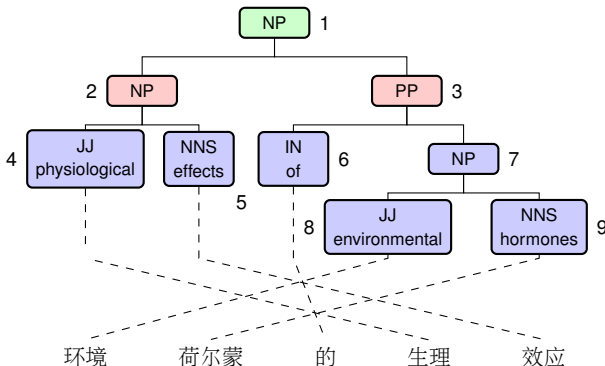 NP 1
2 NP PP 3
4 JJ physiological NNS effects 5 IN of 6 NP 7
8 JJ environmental NNS hormones 9
环境 荷尔蒙 的 生理 效应